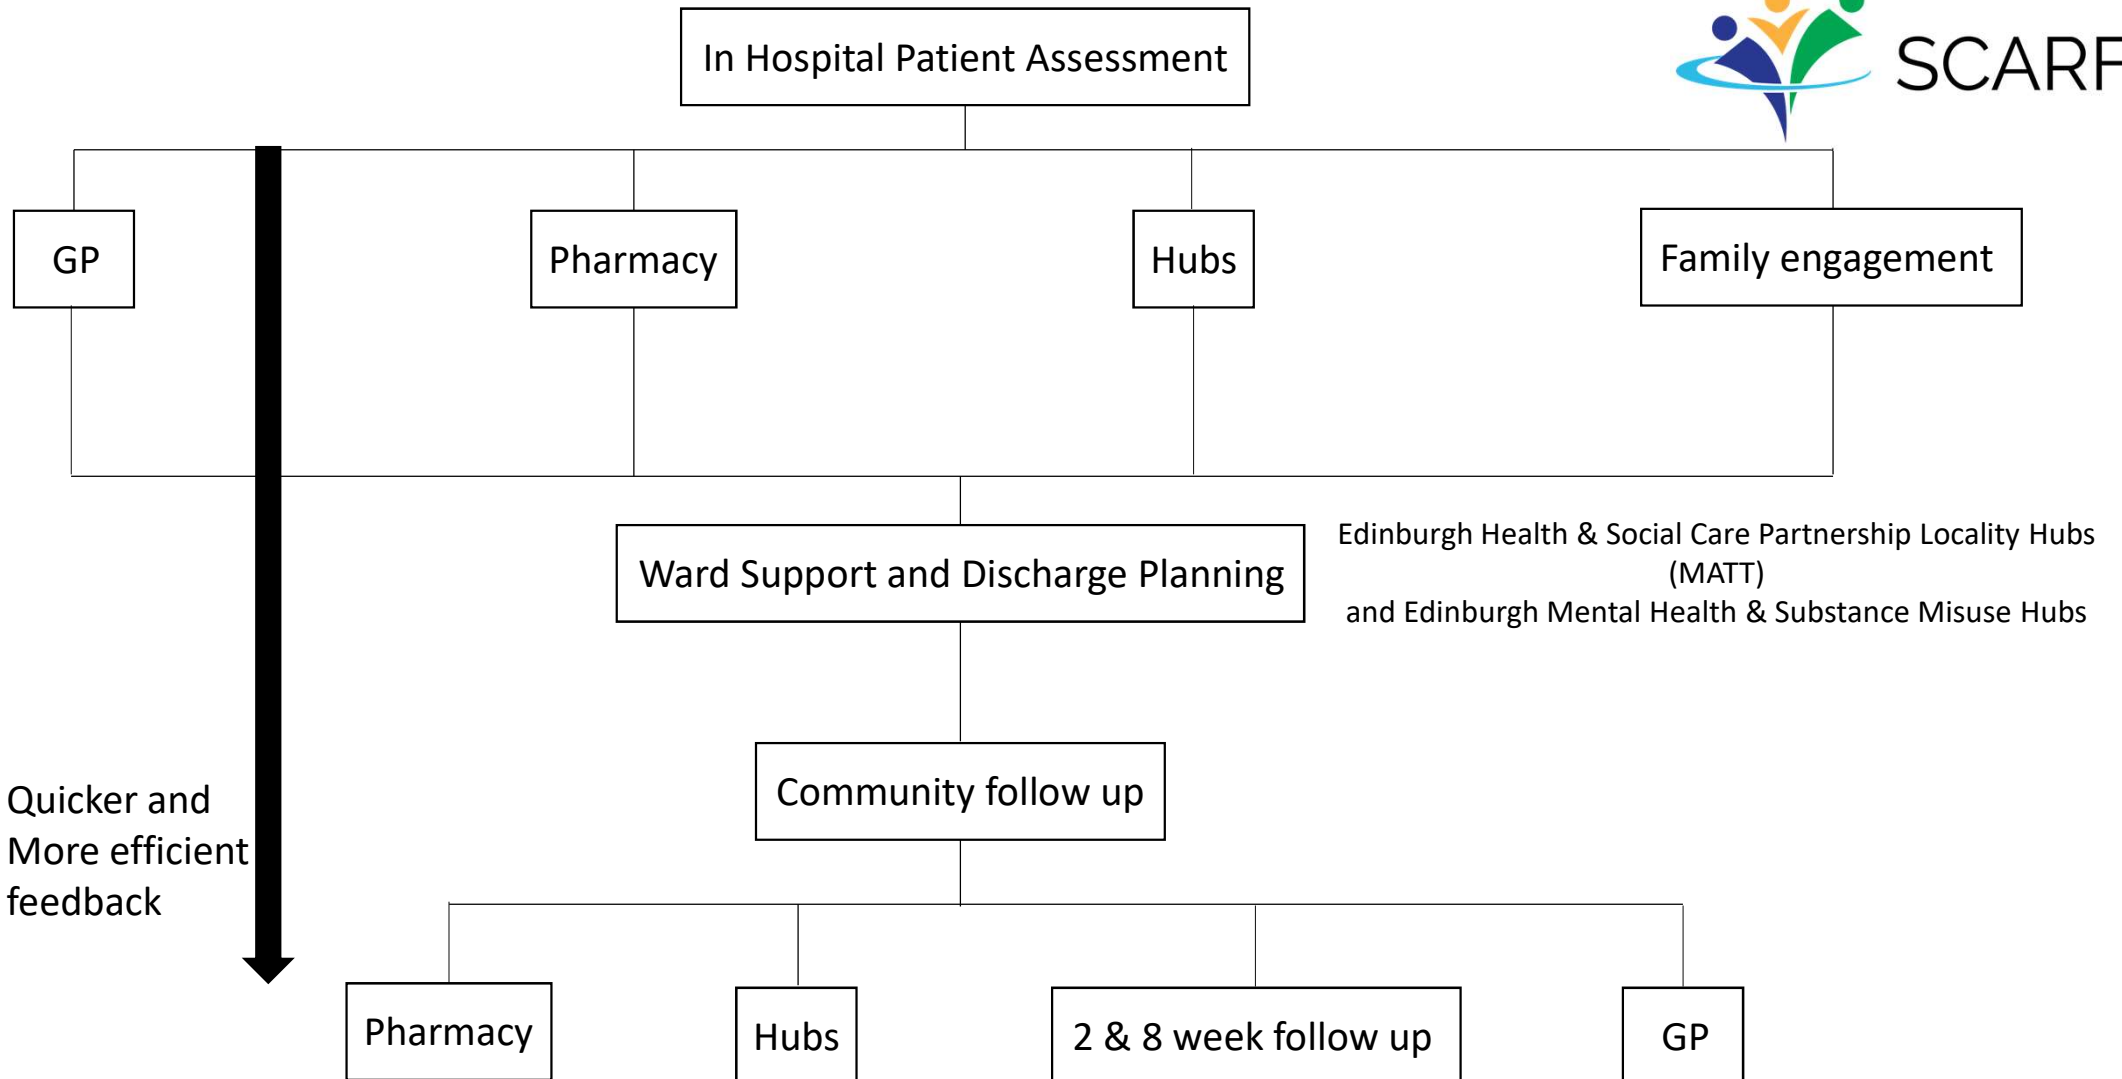 In Hospital Patient Assessment
SCARF
GP
Pharmacy
Hubs
Family engagement
Ward Support and Discharge Planning
Edinburgh Health & Social Care Partnership Locality Hubs
(MATT)
and Edinburgh Mental Health & Substance Misuse Hubs
Community follow up
Quicker and
More efficient
feedback
Pharmacy
Hubs
2 & 8 week follow up
GP